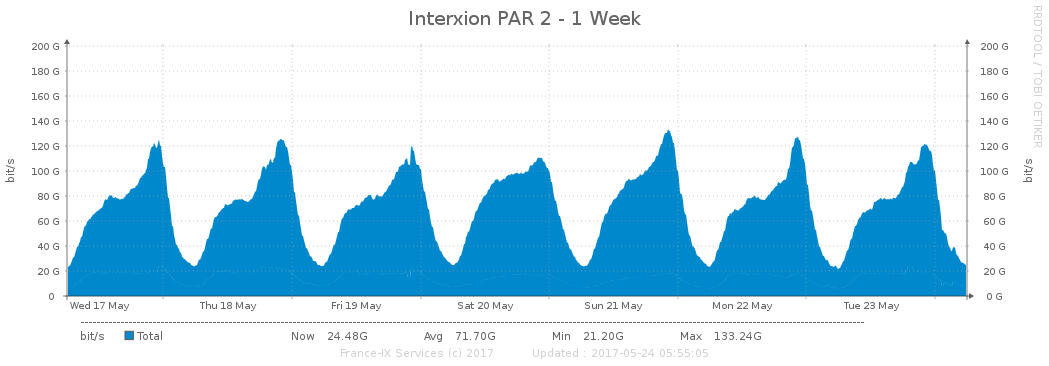 Interxion PAR 2 - 1 Week
RRDTOOL / TOBI OETIKER
200 G 200 G
180 G 180 G
160 G 160 G
140 G 140 G
120 G 120 G
100 G 100 G
80 G 80 G
60 G 60 G
40 G 40 G
20 G 20 G
0 0 G
bit/s bit/s
Wed 17 May Thu 18 May Fri 19 May Sat 20 May Sun 21 May Mon 22 May Tue 23 May
bit/s Total Now 24.48G Avg 71.70G Min 21.20G Max 133.24G
France-IX Services (c) 2017 Updated : 2017-05-24 05:55:05